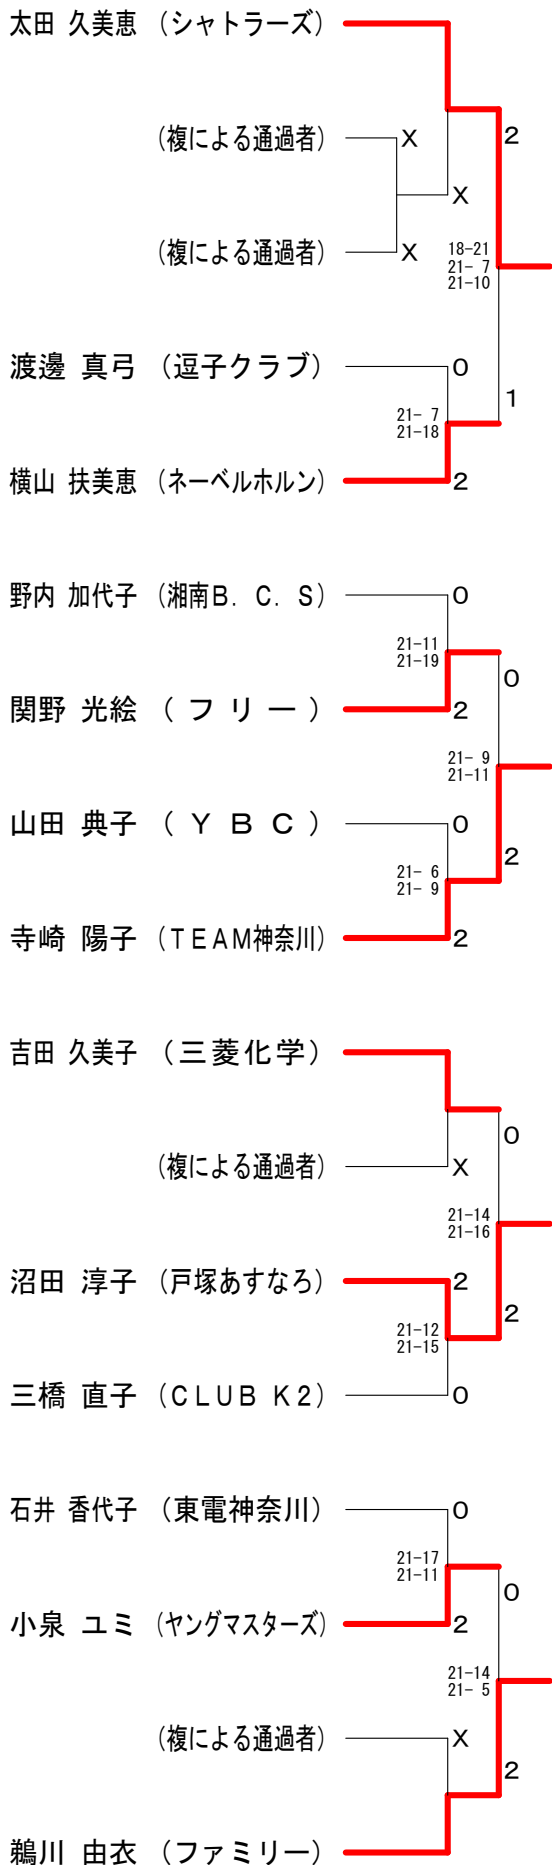 太田 久美恵 (シャトラーズ)
2
(複による通過者) X
X
(複による通過者) X
18-21
21- 7
21-10
渡邊 真弓 (逗子クラブ) 0
1
21- 7
21-18
横山 扶美恵 (ネーベルホルン) 2
野内 加代子 (湘南B. C. S) 0
21-11
21-19
0
関野 光絵 ( フ リ ー ) 2
21- 9
21-11
山田 典子 ( Y B C ) 0
2
21- 6
21- 9
寺崎 陽子 (TEAM神奈川) 2
吉田 久美子 (三菱化学)
0
(複による通過者) X
21-14
21-16
沼田 淳子 (戸塚あすなろ) 2
2
21-12
21-15
三橋 直子 (CLUB K2) 0
石井 香代子 (東電神奈川) 0
21-17
21-11
0
小泉 ユミ (ヤングマスターズ) 2
21-14
21- 5
(複による通過者) X
2
鵜川 由衣 (ファミリー)